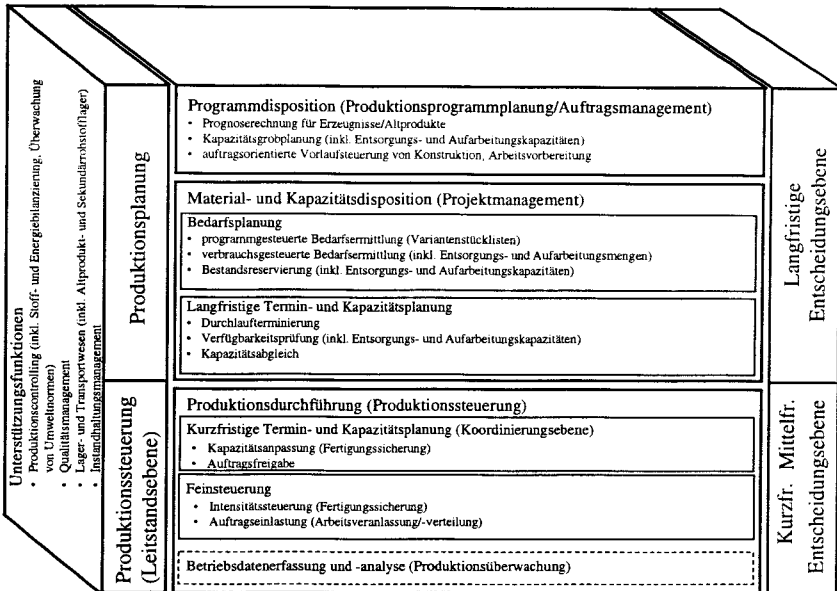 Unterstützungsfunktionen
• Produktionscontrolling (inkl. Stoff- und Energiebilanzierung, Überwachung
von Umweltnormen)
• Qualitätsmanagement
• Lager- und Transportwesen (inkl. Altprodukt- und Sekundärrohstofflager)
• Instandhaltungsmanagement
Produktionsplanung
Programmdisposition (Produktionsprogrammplanung/Auftragsmanagement)
• Prognoserechnung für Erzeugnisse/Altprodukte
• Kapazitätsgrobplanung (inkl. Entsorgungs- und Aufarbeitungskapazitäten)
• auftragsorientierte Vorlaufsteuerung von Konstruktion, Arbeitsvorbereitung
Material- und Kapazitätsdisposition (Projektmanagement)
Bedarfsplanung
• programmgesteuerte Bedarfsermittlung (Variantenstücklisten)
• verbrauchsgesteuerte Bedarfsermittlung (inkl. Entsorgungs- und Aufarbeitungsmengen)
• Bestandsreservierung (inkl. Entsorgungs- und Aufarbeitungskapazitäten)
Langfristige Termin- und Kapazitätsplanung
• Durchlaufterminierung
• Verfügbarkeitsprüfung (inkl. Entsorgungs- und Aufarbeitungskapazitäten)
• Kapazitätsabgleich
Langfristige
Entscheidungsebene
Produktionssteuerung
(Leitstandsebene)
Produktionsdurchführung (Produktionssteuerung)
Kurzfristige Termin- und Kapazitätsplanung (Koordinierungsebene)
• Kapazitätsanpassung (Fertigungssicherung)
• Auftragsfreigabe
Feinsteuerung
• Intensitätssteuerung (Fertigungssicherung)
• Auftragseinlastung (Arbeitsveranlassung/-verteilung)
Betriebsdatenerfassung und -analyse (Produktionsüberwachung)
Kurzfr. Mittelfr.
Entscheidungsebene